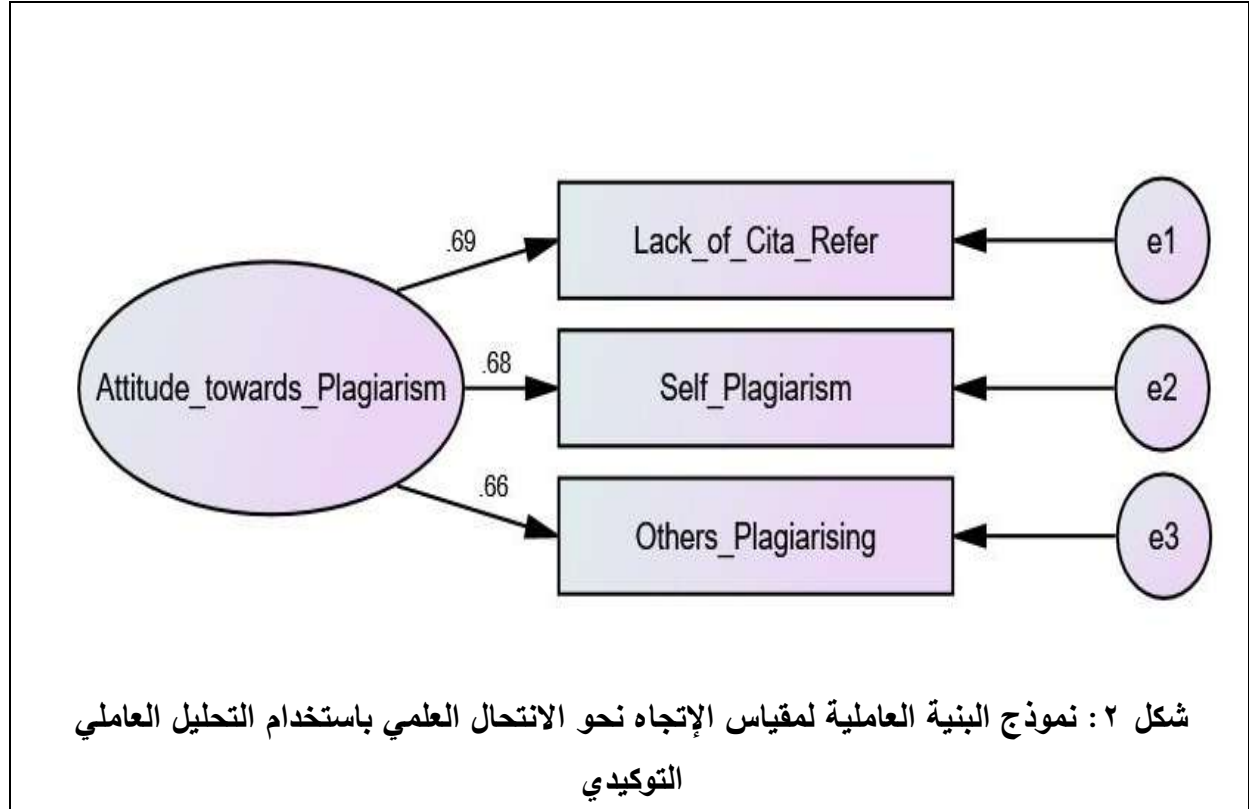 .69
Lack_of_Cita_Refer
e1
Attitude_towards_Plagiarism
.68
Self_Plagiarism
e2
.66
Others_Plagiarising
e3
شكل ٢: نموذج البنية العاملية لمقياس الإتجاه نحو الانتحال العلمي باستخدام التحليل العاملي
التوكيدي